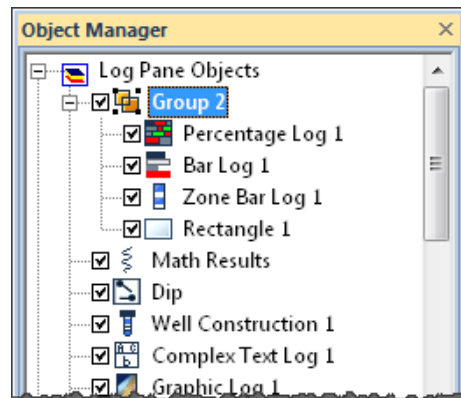 Object Manager
Log Pane Objects
Group 2
Percentage Log 1
Bar Log 1
Zone Bar Log 1
Rectangle 1
Math Results
Dip
Well Construction 1
Complex Text Log 1
Graphic Log 1